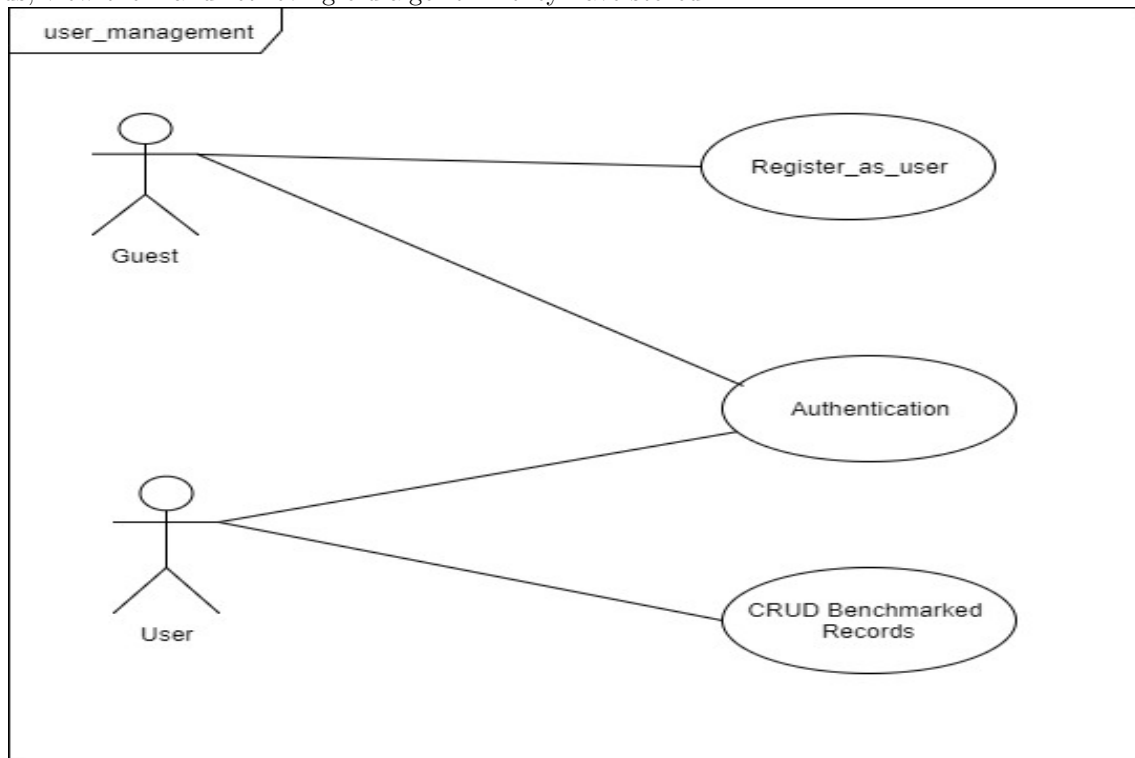 user_management
Register_as_user
Guest
Authentication
CRUD Benchmarked
Records
User